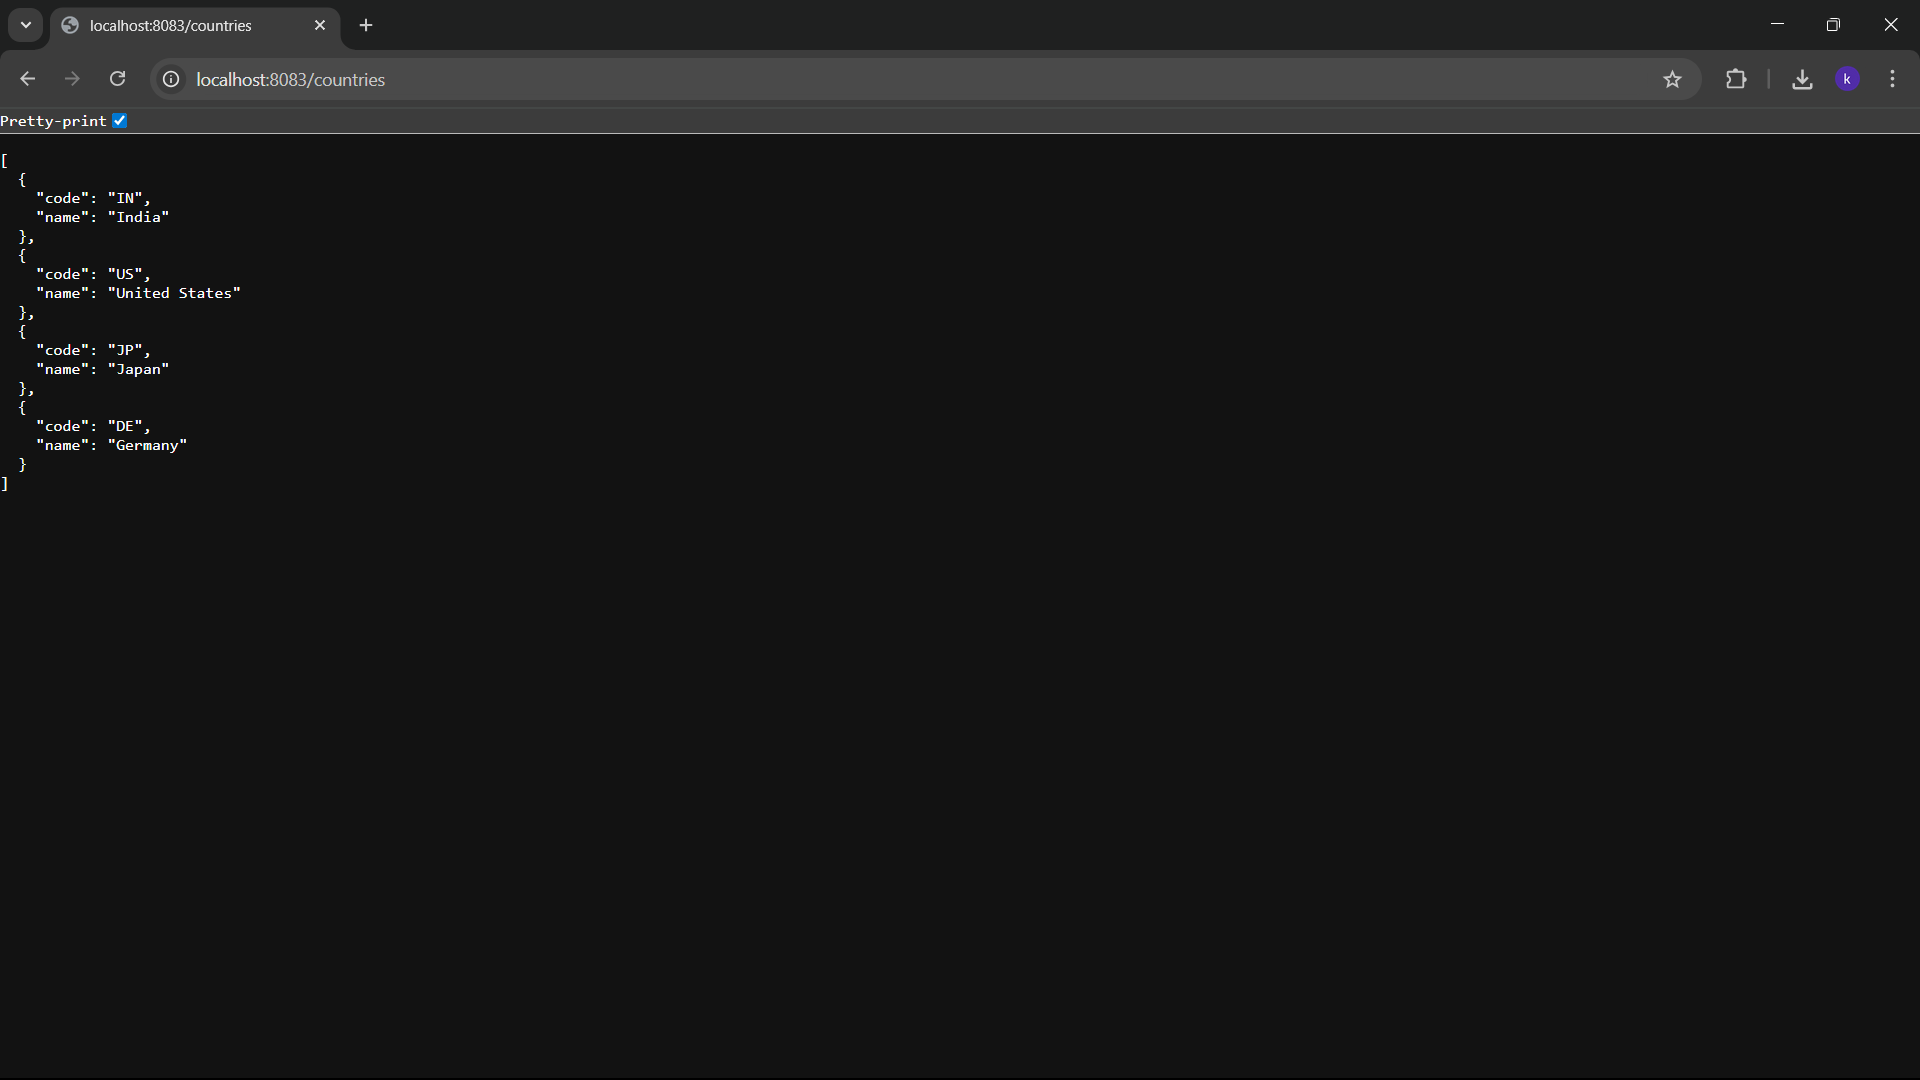 localhost:8083/countries
localhost:8083/countries
k
Pretty-print
[
  {
    "code": "IN",
    "name": "India"
  },
  {
    "code": "US",
    "name": "United States"
  },
  {
    "code": "JP",
    "name": "Japan"
  },
  {
    "code": "DE",
    "name": "Germany"
  }
]